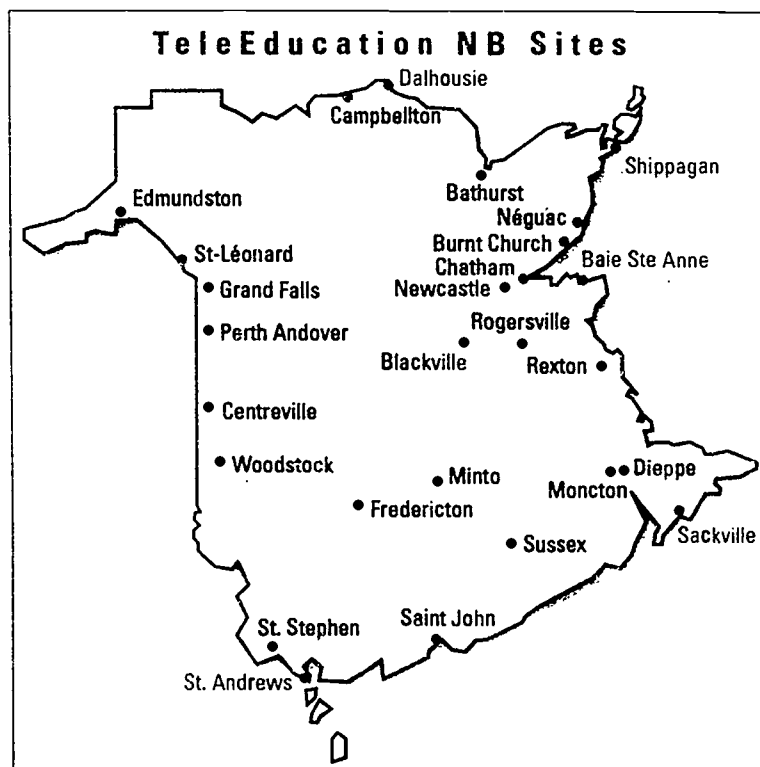 TeleEducation NB Sites
Dalhousie
Campbellton
Shippagan
Bathurst
Edmundston
Néguac
Burnt Church
St-Léonard
Baie Ste Anne
Chatham
Grand Falls
Newcastle
Rogersville
Perth Andover
Blackville
Rexton
Centreville
Woodstock
Dieppe
Minto
Moncton
Fredericton
Sackville
Sussex
Saint John
St. Stephen
St. Andrews